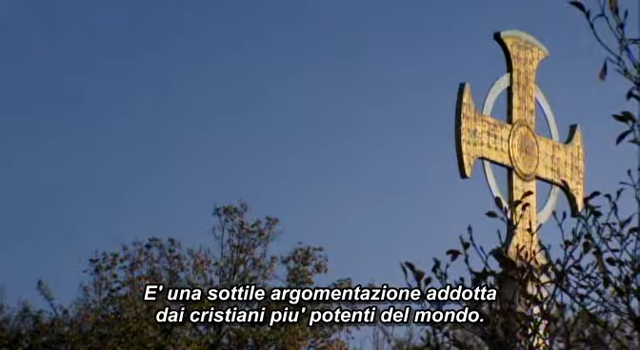 E' una sottile argomentazione addotta
dai cristiani piu' potenti del mondo.